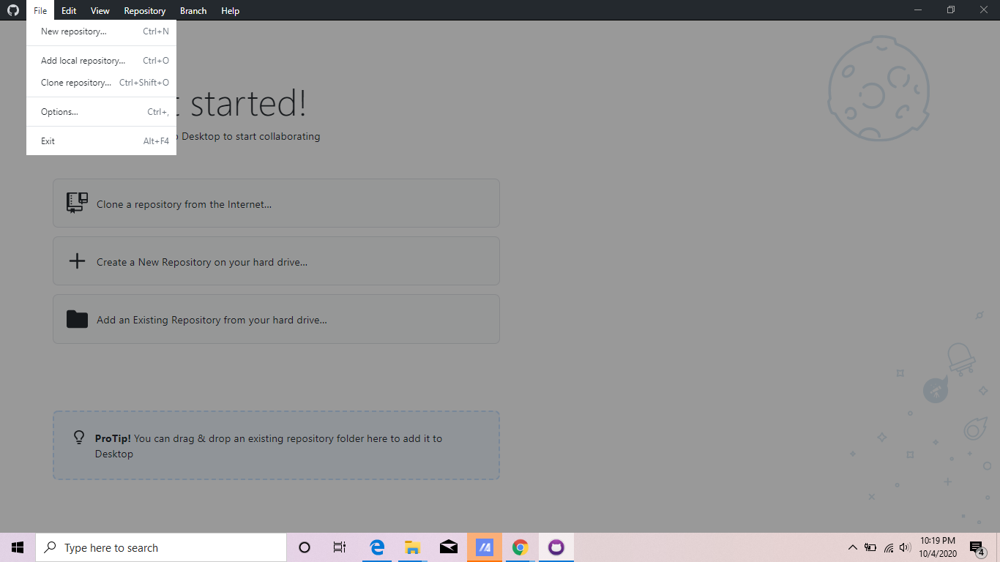 File Edit View Repository Branch Help
New repository... Ctrl+N
Add local repository... Ctrl+O
Clone repository... Ctrl+Shift+O
Options... Ctrl+,
Exit Alt+F4
started!
Desktop to start collaborating
Clone a repository from the Internet...
Create a New Repository on your hard drive...
Add an Existing Repository from your hard drive...
ProTip! You can drag & drop an existing repository folder here to add it to
Desktop
Type here to search
10:19 PM
10/4/2020
4